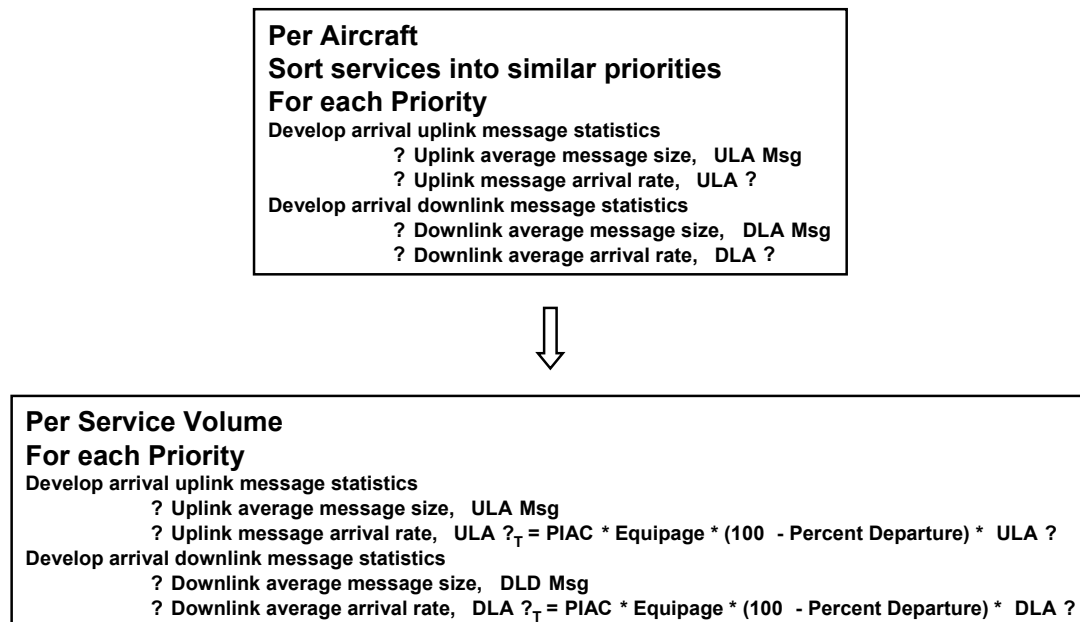 Per Aircraft
Sort services into similar priorities
For each Priority
Develop arrival uplink message statistics
? Uplink average message size, ULA Msg
? Uplink message arrival rate, ULA ?
Develop arrival downlink message statistics
? Downlink average message size, DLA Msg
? Downlink average arrival rate, DLA ?
Per Service Volume
For each Priority
Develop arrival uplink message statistics
? Uplink average message size, ULA Msg
? Uplink message arrival rate, ULA ?T = PIAC * Equipage * (100 - Percent Departure) * ULA ?
Develop arrival downlink message statistics
? Downlink average message size, DLD Msg
? Downlink average arrival rate, DLA ?T = PIAC * Equipage * (100 - Percent Departure) * DLA ?